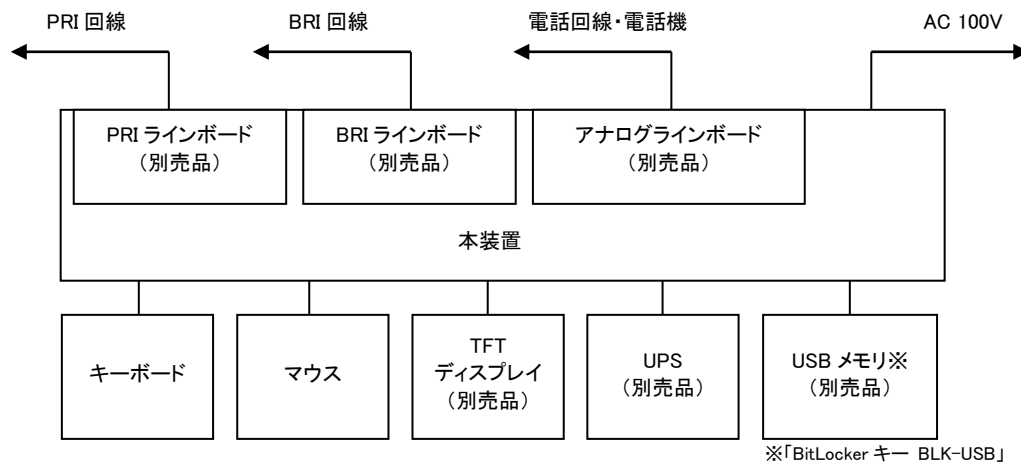 PRI 回線
BRI 回線
電話回線・電話機
AC 100V
PRI ラインボード
（別売品）
BRI ラインボード
（別売品）
アナログラインボード
（別売品）
本装置
キーボード
マウス
TFT
ディスプレイ
（別売品）
UPS
（別売品）
USB メモリ※
（別売品）
※「BitLocker キー BLK-USB」